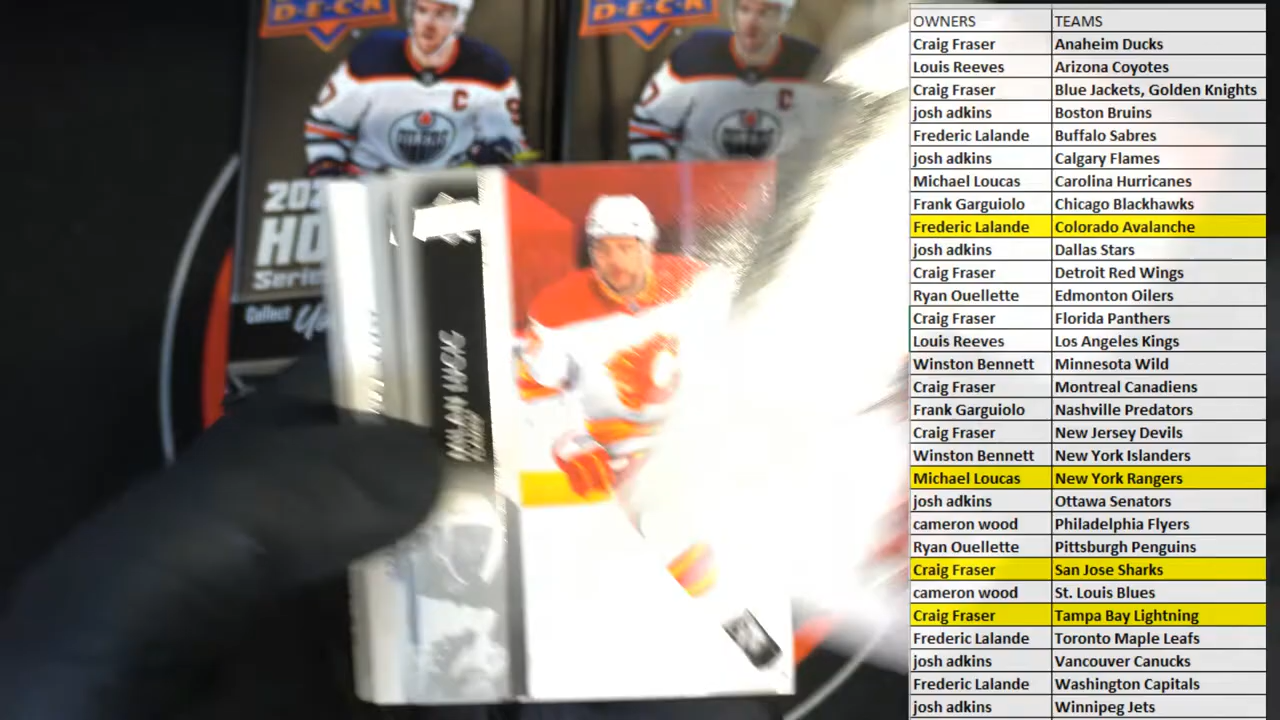 DECK
DECK
C
C
OILERS
202
HO
Serie
Collect
MILAN LUCIC
OWNERS TEAMS
Craig Fraser Anaheim Ducks
Louis Reeves Arizona Coyotes
Craig Fraser Blue Jackets, Golden Knights
josh adkins Boston Bruins
Frederic Lalande Buffalo Sabres
josh adkins Calgary Flames
Michael Loucas Carolina Hurricanes
Frank Garguiolo Chicago Blackhawks
Frederic Lalande Colorado Avalanche
josh adkins Dallas Stars
Craig Fraser Detroit Red Wings
Ryan Ouellette Edmonton Oilers
Craig Fraser Florida Panthers
Louis Reeves Los Angeles Kings
Winston Bennett Minnesota Wild
Craig Fraser Montreal Canadiens
Frank Garguiolo Nashville Predators
Craig Fraser New Jersey Devils
Winston Bennett New York Islanders
Michael Loucas New York Rangers
josh adkins Ottawa Senators
cameron wood Philadelphia Flyers
Ryan Ouellette Pittsburgh Penguins
Craig Fraser San Jose Sharks
cameron wood St. Louis Blues
Craig Fraser Tampa Bay Lightning
Frederic Lalande Toronto Maple Leafs
josh adkins Vancouver Canucks
Frederic Lalande Washington Capitals
josh adkins Winnipeg Jets